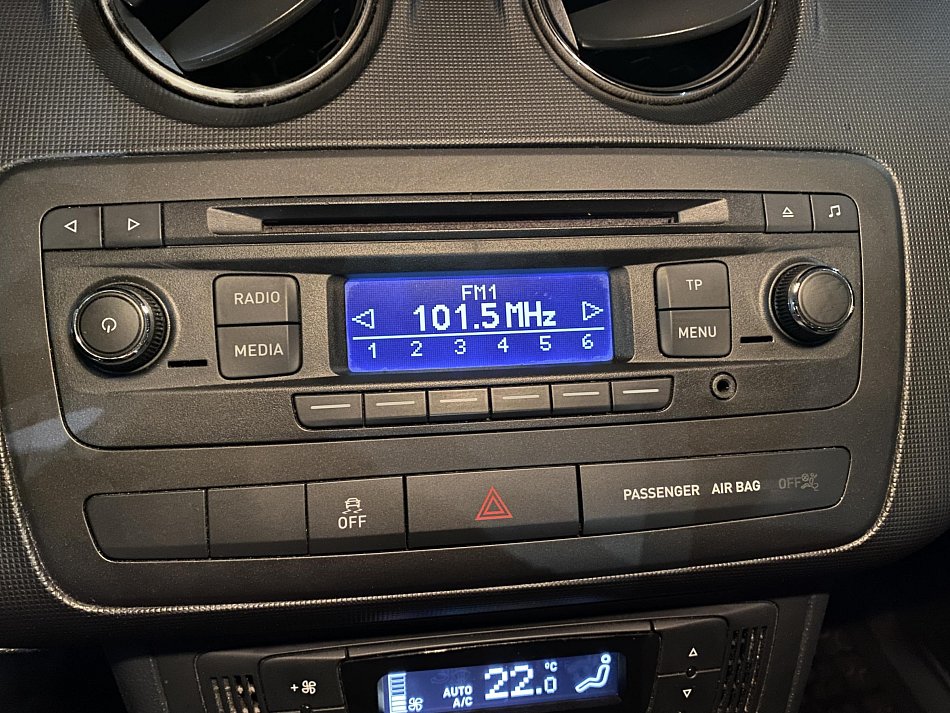 RADIO
MEDIA
FM1
101.5 MHz
1 2 3 4 5 6
TP
MENU
OFF
PASSENGER AIR BAG OFF
AUTO
A/C
22.0 °C